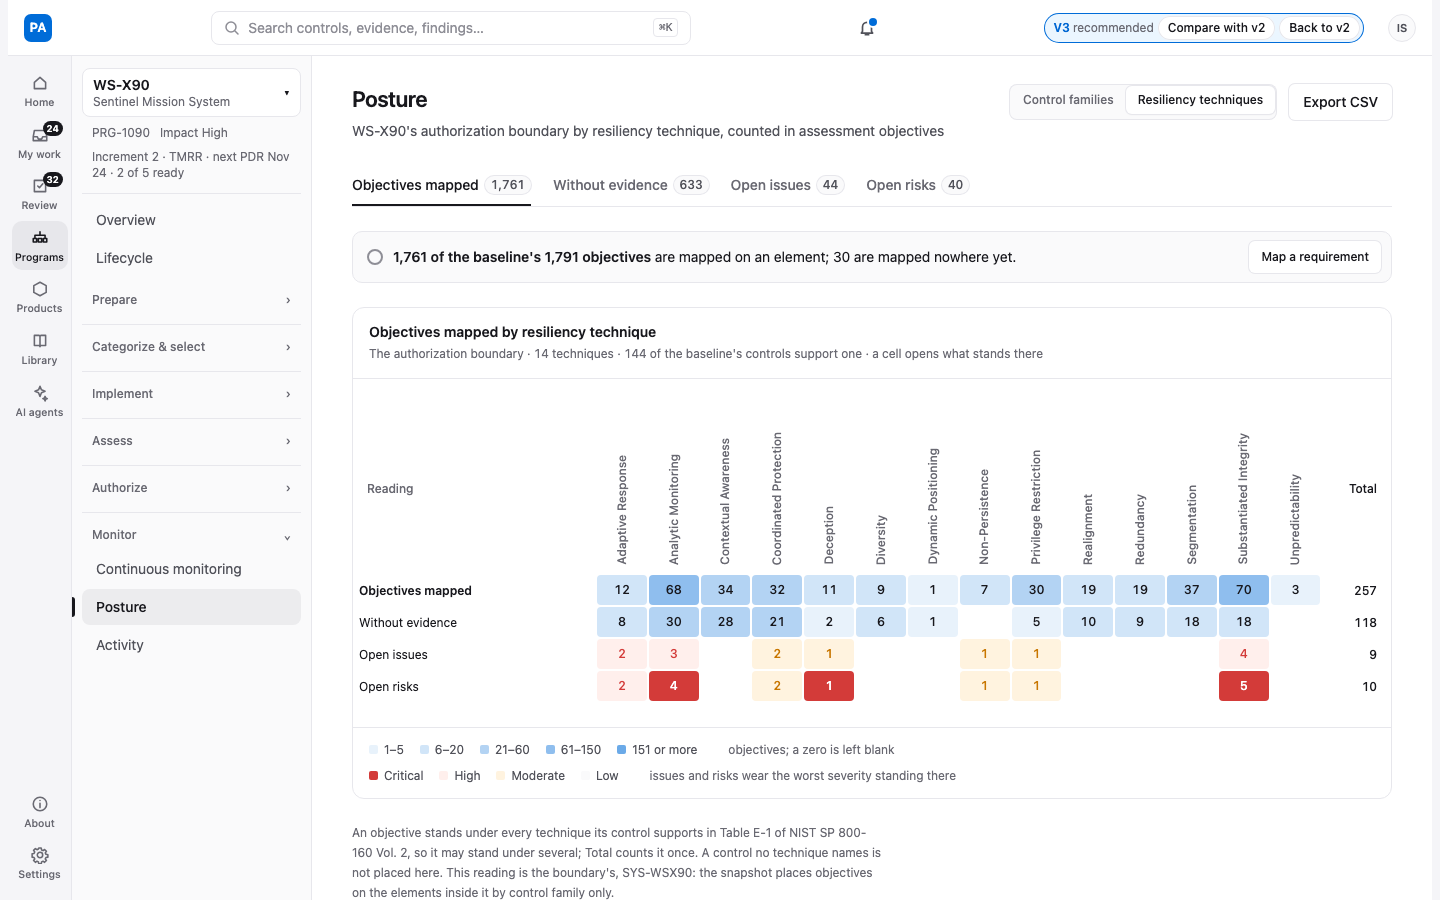 PA
Search controls, evidence, findings...
⌘K
V3 recommended
Compare with v2
Back to v2
IS
Home
24
My work
32
Review
Programs
Products
Library
AI agents
About
Settings
WS-X90
Sentinel Mission System
PRG-1090 Impact High
Increment 2 · TMRR · next PDR Nov
24 · 2 of 5 ready
Overview
Lifecycle
Prepare
Categorize & select
Implement
Assess
Authorize
Monitor
Continuous monitoring
Posture
Activity
Posture
Control families
Resiliency techniques
Export CSV
WS-X90's authorization boundary by resiliency technique, counted in assessment objectives
Objectives mapped 1,761
Without evidence 633
Open issues 44
Open risks 40
1,761 of the baseline's 1,791 objectives are mapped on an element; 30 are mapped nowhere yet.
Map a requirement
Objectives mapped by resiliency technique
The authorization boundary · 14 techniques · 144 of the baseline's controls support one · a cell opens what stands there
Reading
Adaptive Response
Analytic Monitoring
Contextual Awareness
Coordinated Protection
Deception
Diversity
Dynamic Positioning
Non-Persistence
Privilege Restriction
Realignment
Redundancy
Segmentation
Substantiated Integrity
Unpredictability
Total
Objectives mapped 12 68 34 32 11 9 1 7 30 19 19 37 70 3 257
Without evidence 8 30 28 21 2 6 1 5 10 9 18 18 118
Open issues 2 3 2 1 1 1 4 9
Open risks 2 4 2 1 1 1 5 10
1–5 6–20 21–60 61–150 151 or more objectives; a zero is left blank
Critical High Moderate Low issues and risks wear the worst severity standing there
An objective stands under every technique its control supports in Table E-1 of NIST SP 800-
160 Vol. 2, so it may stand under several; Total counts it once. A control no technique names is
not placed here. This reading is the boundary's, SYS-WSX90: the snapshot places objectives
on the elements inside it by control family only.